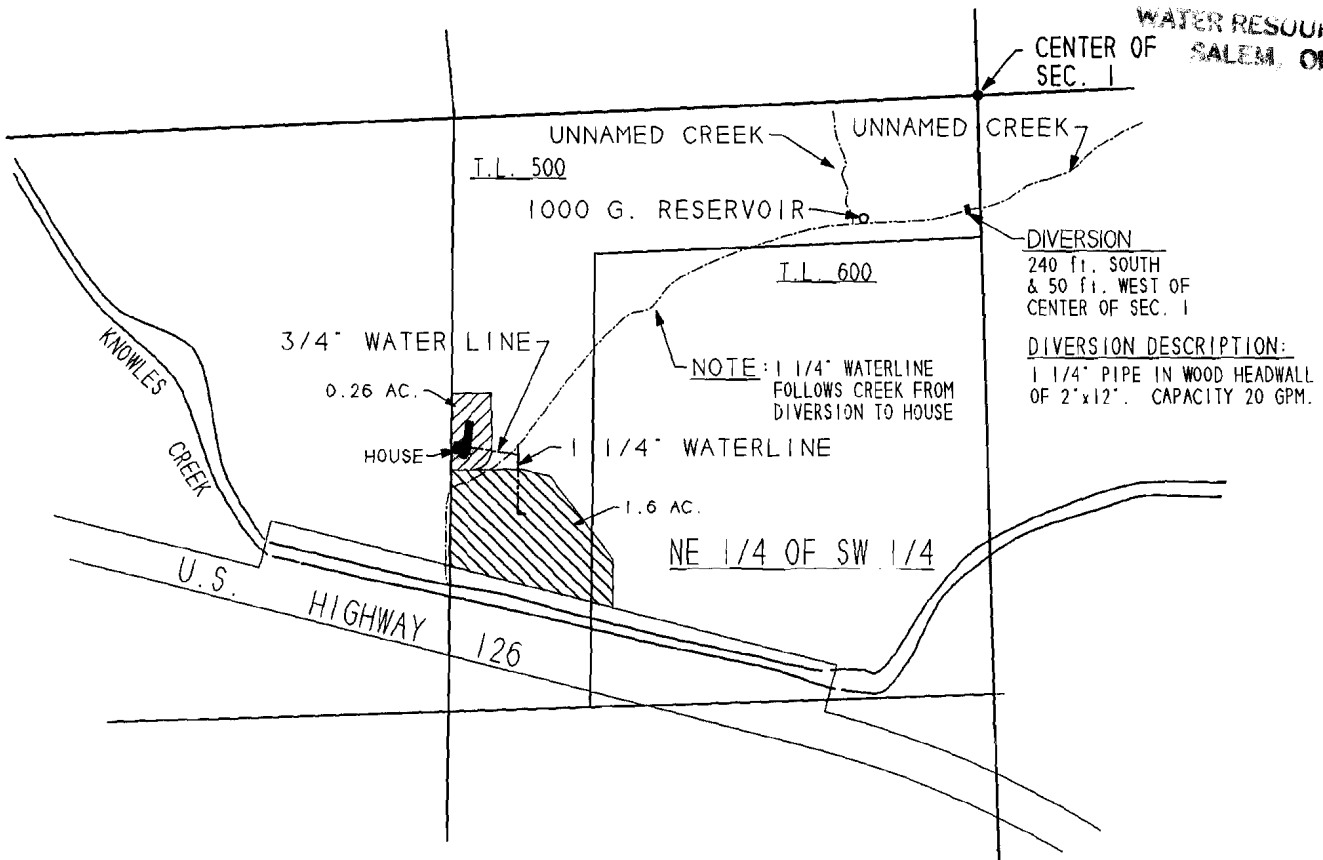 WATER
SALEM,
CENTER OF
SEC. 1
UNNAMED CREEK
UNNAMED CREEK
T.L. 500
1000 G. RESERVOIR
DIVERSION
240 ft. SOUTH
& 50 ft. WEST OF
CENTER OF SEC. 1
T.L. 600
DIVERSION DESCRIPTION:
1 1/4" PIPE IN WOOD HEADWALL
OF 2"x12". CAPACITY 20 GPM.
3/4" WATER LINE
NOTE: 1 1/4" WATERLINE
FOLLOWS CREEK FROM
DIVERSION TO HOUSE
KNOWLES
CREEK
0.26 AC.
HOUSE
1 1/4" WATERLINE
1.6 AC.
NE 1/4 OF SW 1/4
U.S. HIGHWAY 126